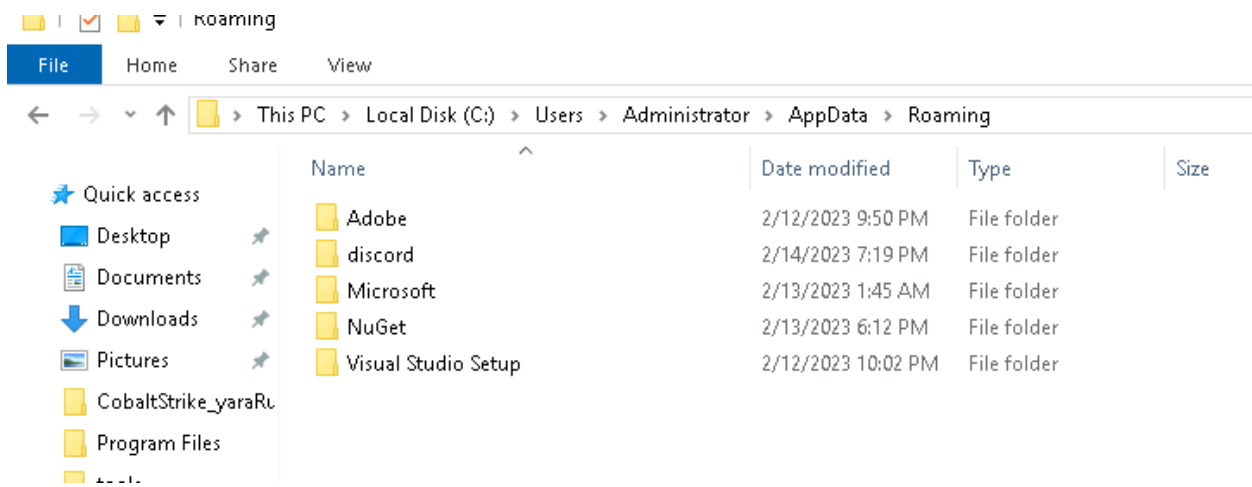 Roaming
File Home Share View
This PC > Local Disk (C:) > Users > Administrator > AppData > Roaming
Name Date modified Type Size
Quick access
Desktop
Documents
Downloads
Pictures
CobaltStrike_yaraRu
Program Files
tools
Adobe 2/12/2023 9:50 PM File folder
discord 2/14/2023 7:19 PM File folder
Microsoft 2/13/2023 1:45 AM File folder
NuGet 2/13/2023 6:12 PM File folder
Visual Studio Setup 2/12/2023 10:02 PM File folder